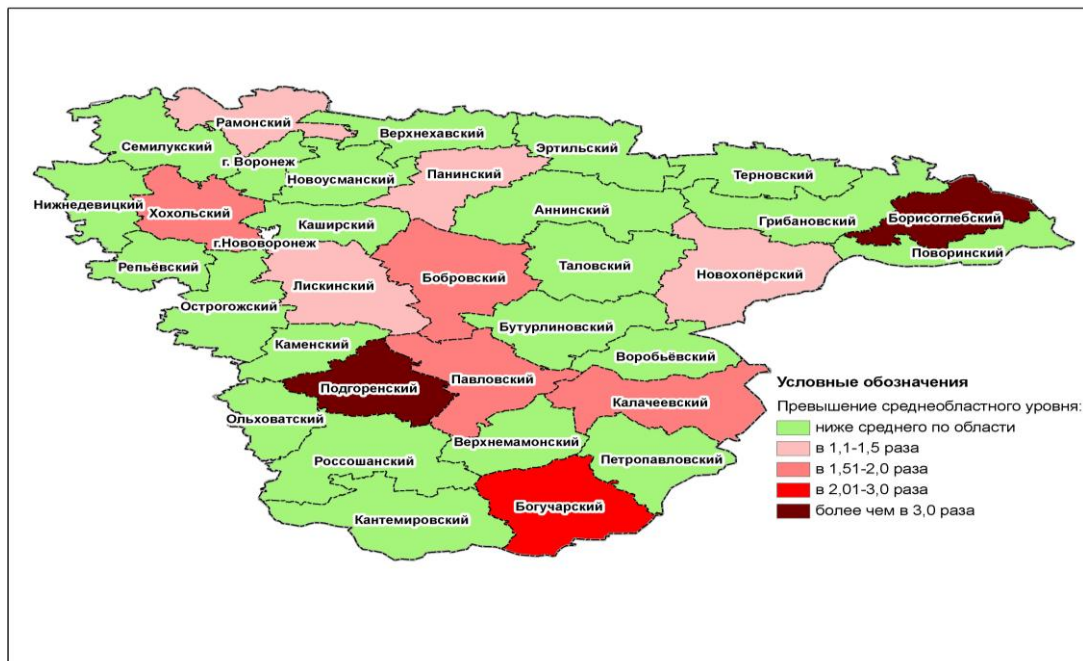 Рамонский
Верхнехавский
Семилукский
Эртильский
г. Воронеж
Панинский
Терновский
Новоусманский
Нижнедевицкий
Хохольский
Аннинский
Грибановский
Борисоглебский
Каширский
г.Нововоронеж
Поворинский
Репьёвский
Бобровский
Таловский
Новохопёрский
Лискинский
Острогожский
Бутурлиновский
Каменский
Воробьёвский
Подгоренский
Павловский
Калачеевский
Ольховатский
Верхнемамонский
Россошанский
Петропавловский
Богучарский
Кантемировский
Условные обозначения
Превышение среднеобластного уровня:
ниже среднего по области
в 1,1-1,5 раза
в 1,51-2,0 раза
в 2,01-3,0 раза
более чем в 3,0 раза